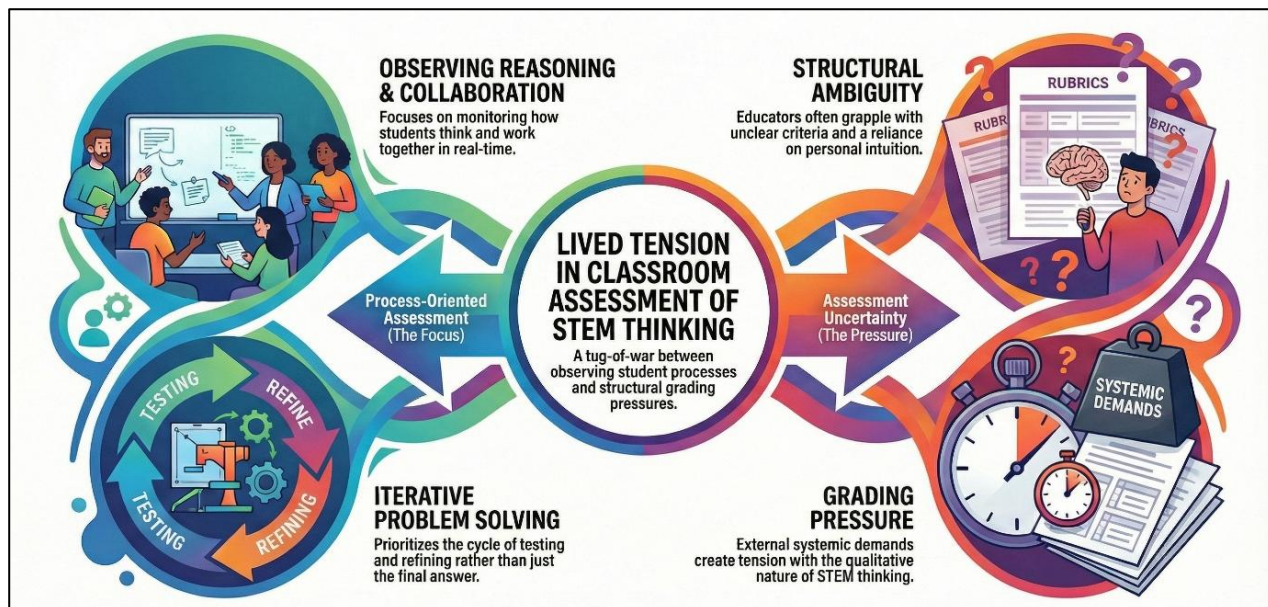 OBSERVING REASONING
& COLLABORATION
Focuses on monitoring how
students think and work
together in real-time.
STRUCTURAL
AMBIGUITY
Educators often grapple with
unclear criteria and a reliance
on personal intuition.
?
?
?
?
?
?
RUBRICS
RUBR
BRICS
Process-Oriented
Assessment
(The Focus)
LIVED TENSION
IN CLASSROOM
ASSESSMENT OF
STEM THINKING
A tug-of-war between
observing student processes
and structural grading
pressures.
Assessment
Uncertainty
(The Pressure)
?
TESTING
REFINE
TESTING
REFINING
ITERATIVE
PROBLEM SOLVING
Prioritizes the cycle of testing
and refining rather than just
the final answer.
GRADING
PRESSURE
External systemic demands
create tension with the qualitative
nature of STEM thinking.
?
SYSTEMIC
DEMANDS